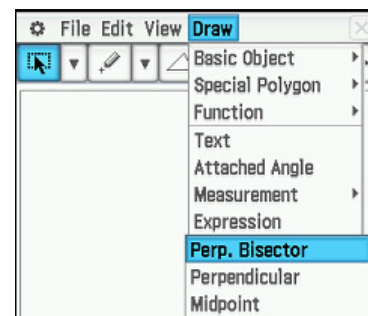 File Edit View Draw
Basic Object
Special Polygon
Function
Text
Attached Angle
Measurement
Expression
Perp. Bisector
Perpendicular
Midpoint